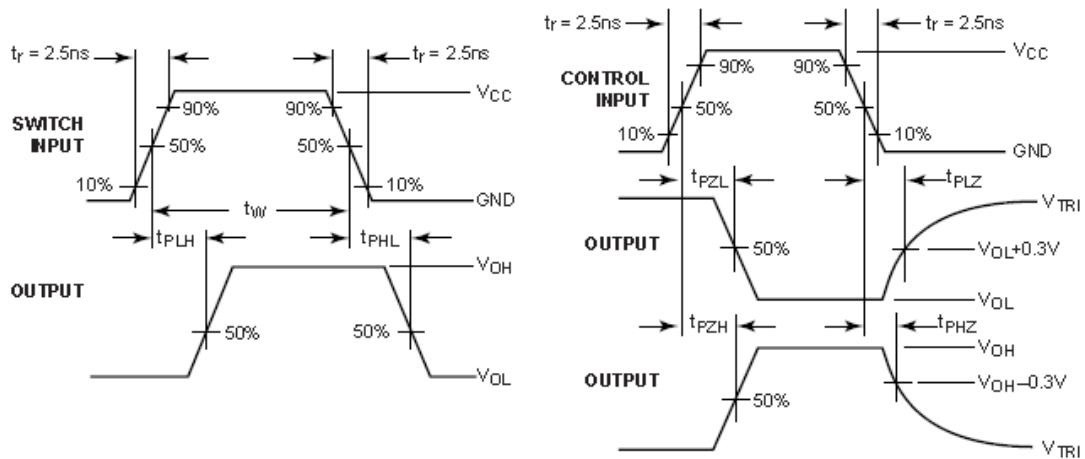 tr = 2.5ns
tr = 2.5ns
SWITCH INPUT
90%
90%
VCC
50%
50%
10%
10%
GND
tW
tPLH
tPHL
OUTPUT
VOH
50%
50%
VOL
tr = 2.5ns
tr = 2.5ns
CONTROL INPUT
90%
90%
VCC
50%
50%
10%
10%
GND
tPZL
tPLZ
OUTPUT
VTRI
50%
VOL+0.3V
VOL
tPZH
tPHZ
OUTPUT
VOH
VOH–0.3V
50%
VTRI